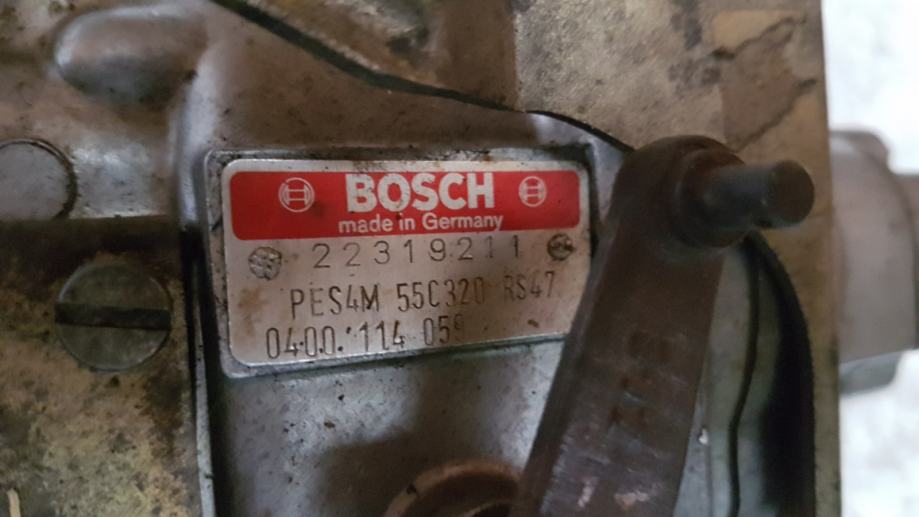 BOSCH
made in Germany
22319211
PES4M 55C320 RS47
0400 114 059